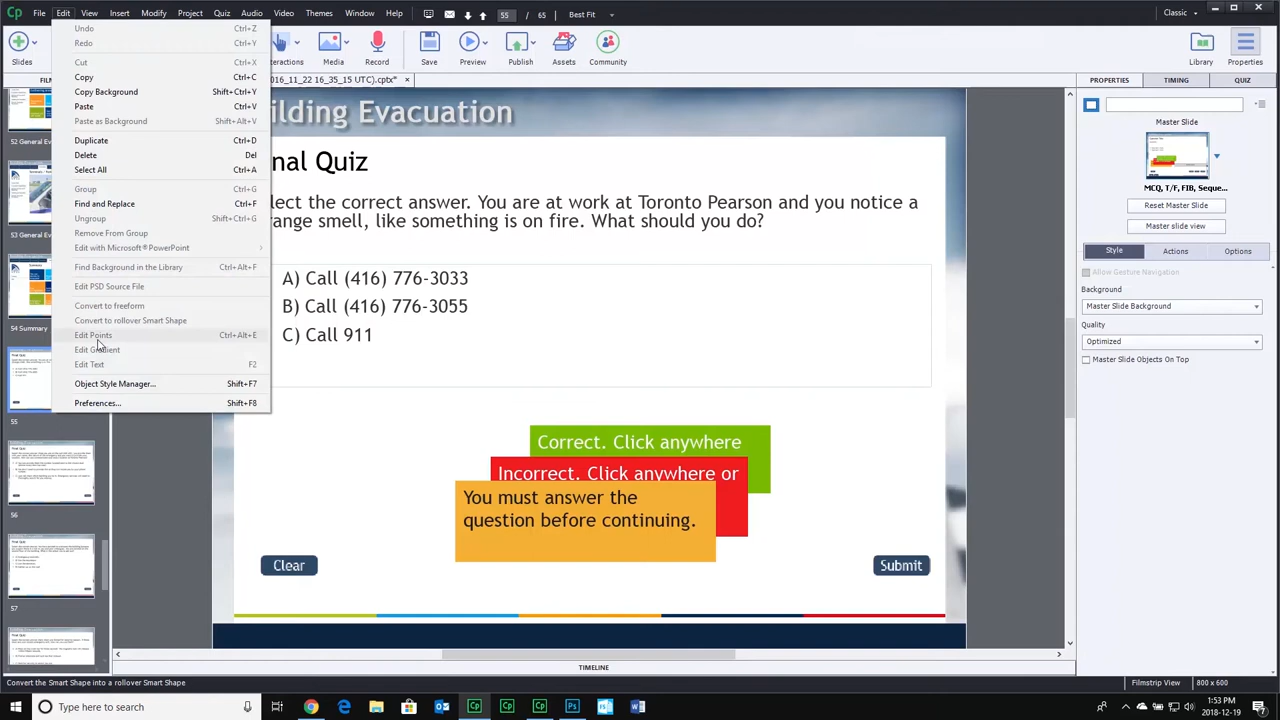 Cp File Edit View Insert Modify Project Quiz Audio Video Themes Window Help 55 / 65 Best Fit Classic
Slides
Interactions Media Record Save Preview Publish Assets Community Library Properties
016_11_22 16_35_15 UTC).cptx* ×
PROPERTIES TIMING QUIZ
Undo Ctrl+Z
Redo Ctrl+Y
Cut Ctrl+X
Copy Ctrl+C
Copy Background Shift+Ctrl+Y
Paste Ctrl+V
Paste as Background Shift+Alt+V
Duplicate Ctrl+D
Delete Del
Select All Ctrl+A
Group Ctrl+G
Find and Replace Ctrl+F
Ungroup Shift+Ctrl+G
Remove From Group
Edit with Microsoft® PowerPoint
Find Background in the Library Ctrl+Alt+F
Edit PSD Source File
Convert to freeform
Convert to rollover Smart Shape
Edit Points Ctrl+Alt+E
Edit Gradient
Edit Text F2
Object Style Manager... Shift+F7
Preferences... Shift+F8
52 General E
53 General E
54 Summary
55
56
57
ilding Evacuation
nal Quiz
lect the correct answer. You are at work at Toronto Pearson and you notice a
range smell, like something is on fire. What should you do?
A) Call (416) 776-3033
B) Call (416) 776-3055
C) Call 911
Correct. Click anywhere
Incorrect. Click anywhere or
You must answer the
question before continuing.
Clear
Submit
TIMELINE
Master Slide
MCQ, T/F, FIB, Seque...
Reset Master Slide
Master slide view
Style Actions Options
Allow Gesture Navigation
Background
Master Slide Background
Quality
Optimized
Master Slide Objects On Top
Convert the Smart Shape into a rollover Smart Shape
Filmstrip View 800 x 600
Type here to search
1:53 PM
2018-12-19